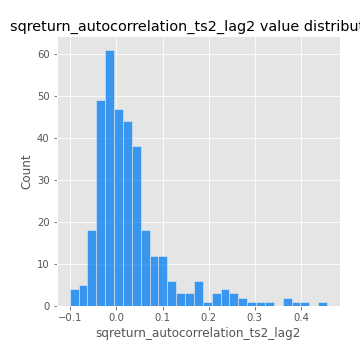 sqreturn_autocorrelation_ts2_lag2 value distribut
60
50
40
30
20
10
0
Count
−0.1 0.0 0.1 0.2 0.3 0.4
sqreturn_autocorrelation_ts2_lag2